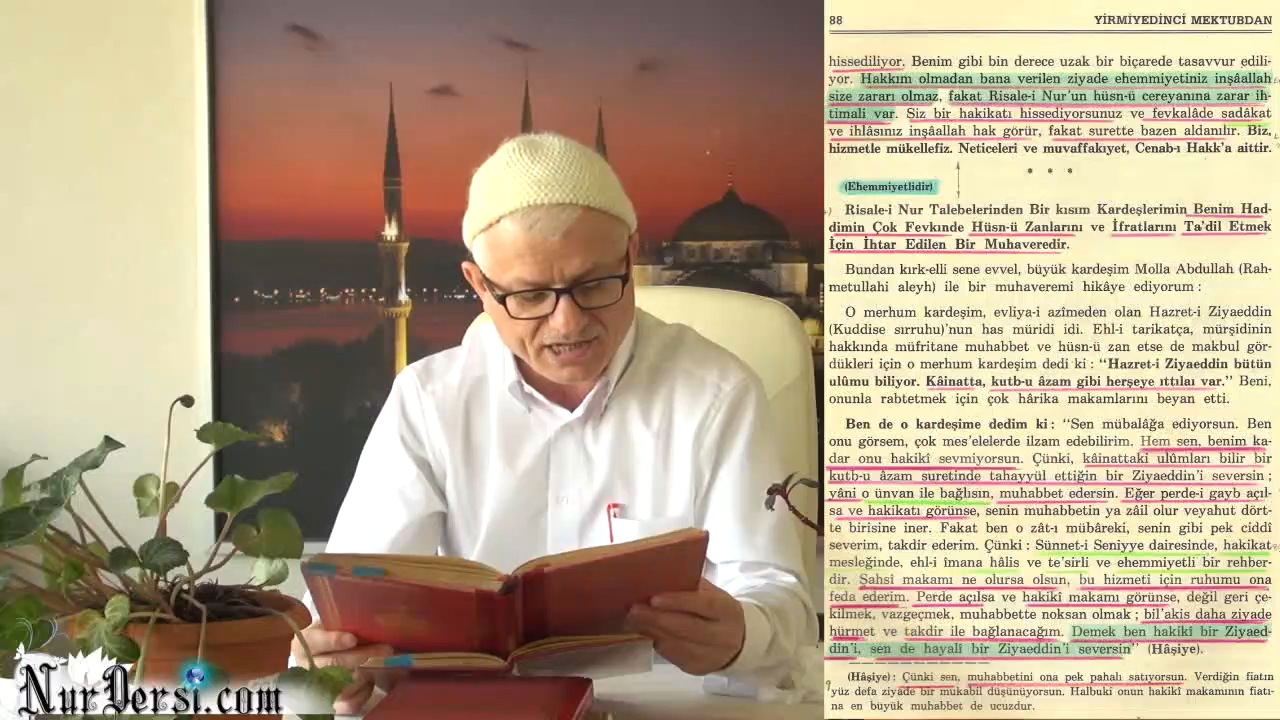 88 YİRMİYEDİNCİ MEKTUBDAN
hissediliyor. Benim gibi bin derece uzak bir biçarede tasavvur edili-
yor. Hakkım olmadan bana verilen ziyade ehemmiyetiniz inşâallah
size zararı olmaz, fakat Risale-i Nur'un hüsn-ü cereyanına zarar ih-
timali var. Siz bir hakikatı hissediyorsunuz ve fevkalâde sadâkat
ve ihlâsınız inşâallah hak görür, fakat surette bazen aldanılır. Biz,
hizmetle mükellefiz. Neticeleri ve muvaffakıyet, Cenab-ı Hakk'a aittir.
* * *
(Ehemmiyetlidir)
Risale-i Nur Talebelerinden Bir kısım Kardeşlerimin Benim Had-
dimin Çok Fevkınde Hüsn-ü Zanlarını ve İfratlarını Ta'dil Etmek
İçin İhtar Edilen Bir Muhaveredir.
Bundan kırk-elli sene evvel, büyük kardeşim Molla Abdullah (Rah-
metullahi aleyh) ile bir muhaveremi hikâye ediyorum :
O merhum kardeşim, evliya-i azîmeden olan Hazret-i Ziyaeddin
(Kuddise sırruhu)'nun has müridi idi. Ehl-i tarikatça, mürşidinin
hakkında müfritane muhabbet ve hüsn-ü zan etse de makbul gör-
dükleri için o merhum kardeşim dedi ki : "Hazret-i Ziyaeddin bütün
ulûmu biliyor. Kâinatta, kutb-u âzam gibi herşeye ıttılaı var." Beni,
onunla rabtetmek için çok hârika makamlarını beyan etti.
Ben de o kardeşime dedim ki : "Sen mübalâğa ediyorsun. Ben
onu görsem, çok mes'elelerde ilzam edebilirim. Hem sen, benim ka-
dar onu hakikî sevmiyorsun. Çünki, kâinattaki ulûmları bilir bir
kutb-u âzam suretinde tahayyül ettiğin bir Ziyaeddin'i seversin ;
yâni o ünvan ile bağlısın, muhabbet edersin. Eğer perde-i gayb açıl-
sa ve hakikatı görünse, senin muhabbetin ya zâil olur veyahut dört-
te birisine iner. Fakat ben o zât-ı mübâreki, senin gibi pek ciddî
severim, takdir ederim. Çünki : Sünnet-i Seniyye dairesinde, hakikat
mesleğinde, ehl-i îmana hâlis ve te'sirli ve ehemmiyetli bir rehber-
dir. Şahsî makamı ne olursa olsun, bu hizmeti için ruhumu ona
feda ederim. Perde açılsa ve hakikî makamı görünse, değil geri çe-
kilmek, vazgeçmek, muhabbette noksan olmak ; bil'akis daha ziyade
hürmet ve takdir ile bağlanacağım. Demek ben hakikî bir Ziyaed-
din'i, sen de hayalî bir Ziyaeddin'i seversin" (Hâşiye).
(Hâşiye) : Çünki sen, muhabbetini ona pek pahalı satıyorsun. Verdiğin fiatın
yüz defa ziyade bir mukabil düşünüyorsun. Halbuki onun hakikî makamının fiatı-
na en büyük muhabbet de ucuzdur.
NurDersi.com